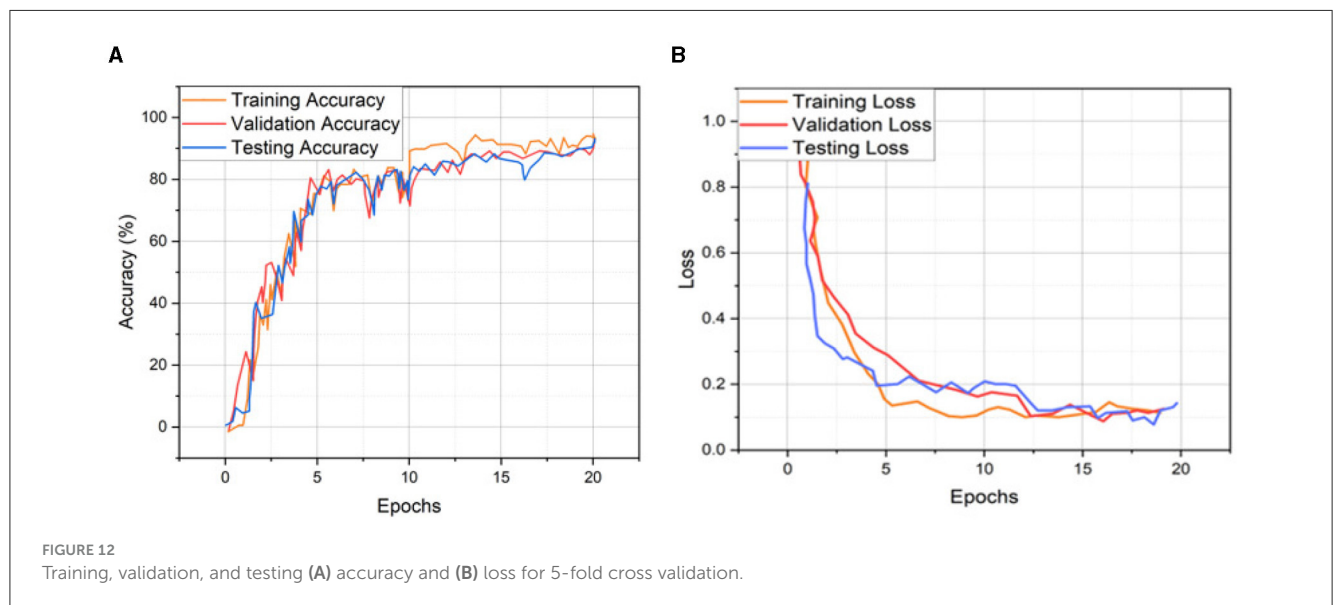 A
Training Accuracy
Validation Accuracy
Testing Accuracy
100
80
60
40
20
0
Accuracy (%)
0 5 10 15 20
Epochs
B
Training Loss
Validation Loss
Testing Loss
1.0
0.8
0.6
0.4
0.2
0.0
Loss
0 5 10 15 20
Epochs
FIGURE 12
Training, validation, and testing (A) accuracy and (B) loss for 5-fold cross validation.